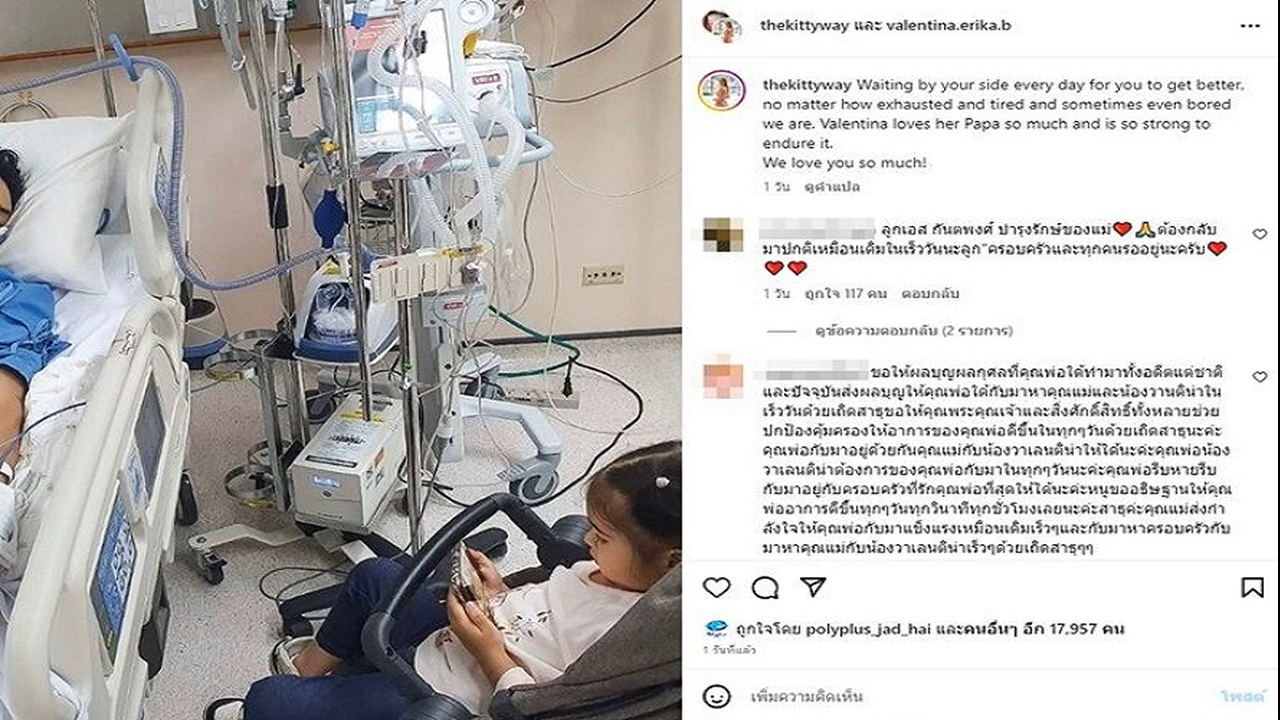 thekittyway และ valentina.erika.b
thekittyway Waiting by your side every day for you to get better,
no matter how exhausted and tired and sometimes even bored
we are. Valentina loves her Papa so much and is so strong to
endure it.
We love you so much!
1 วัน ดูคำแปล
ลูกเอส กันตพงศ์ บำรุงรักษ์ของแม่❤️🙏ต้องกลับ
มาปกติเหมือนเดิมในเร็ววันนะลูก"ครอบครัวและทุกคนรออยู่นะครับ❤️
❤️❤️
1 วัน ถูกใจ 117 คน ตอบกลับ
ดูข้อความตอบกลับ (2 รายการ)
ขอให้ผลบุญผลกุศลที่คุณพ่อได้ทำมาทั้งอดีตแต่ชาติ
และปัจจุบันส่งผลบุญให้คุณพ่อได้กับมาหาคุณแม่และน้องวานติน่าใน
เร็ววันด้วยเถิดสาธุขอให้คุณพระคุณเจ้าและสิ่งศักดิ์สิทธิ์ทั้งหลายช่วย
ปกป้องคุ้มครองให้อาการของคุณพ่อดีขึ้นในทุกๆวันด้วยเถิดสาธุนะค่ะ
คุณพ่อกับมาอยู่ด้วยกันคุณแม่กับน้องวาเลนติน่าให้ได้นะค่ะคุณพ่อน้อง
วาเลนติน่าต้องการของคุณพ่อกับมาในทุกๆวันนะค่ะคุณพ่อรีบหายรีบ
กับมาอยู่กับครอบครัวที่รักคุณพ่อที่สุดให้ได้นะค่ะหนูขออธิษฐานให้คุณ
พ่ออาการดีขึ้นทุกๆวันทุกวินาทีทุกชั่วโมงเลยนะค่ะสาธุค่ะคุณแม่ส่งกำ
ลังใจให้คุณพ่อกับมาแข็งแรงเหมือนเดิมเร็วๆและกับมาหาครอบครัวกับ
มาหาคุณแม่กับน้องวาเลนติน่าเร็วๆด้วยเถิดสาธุๆๆ
ถูกใจโดย polyplus_jad_hai และคนอื่นๆ อีก 17,957 คน
1 วันที่แล้ว
เพิ่มความคิดเห็น
โพสต์